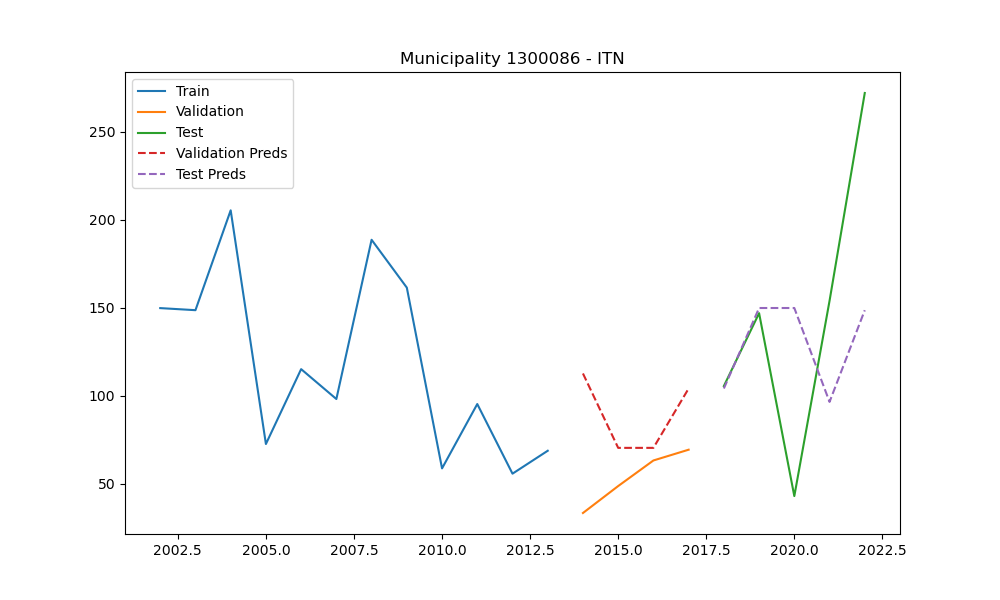 Municipality 1300086 - ITN
Train
Validation
Test
Validation Preds
Test Preds
250
200
150
100
50
2002.5 2005.0 2007.5 2010.0 2012.5 2015.0 2017.5 2020.0 2022.5